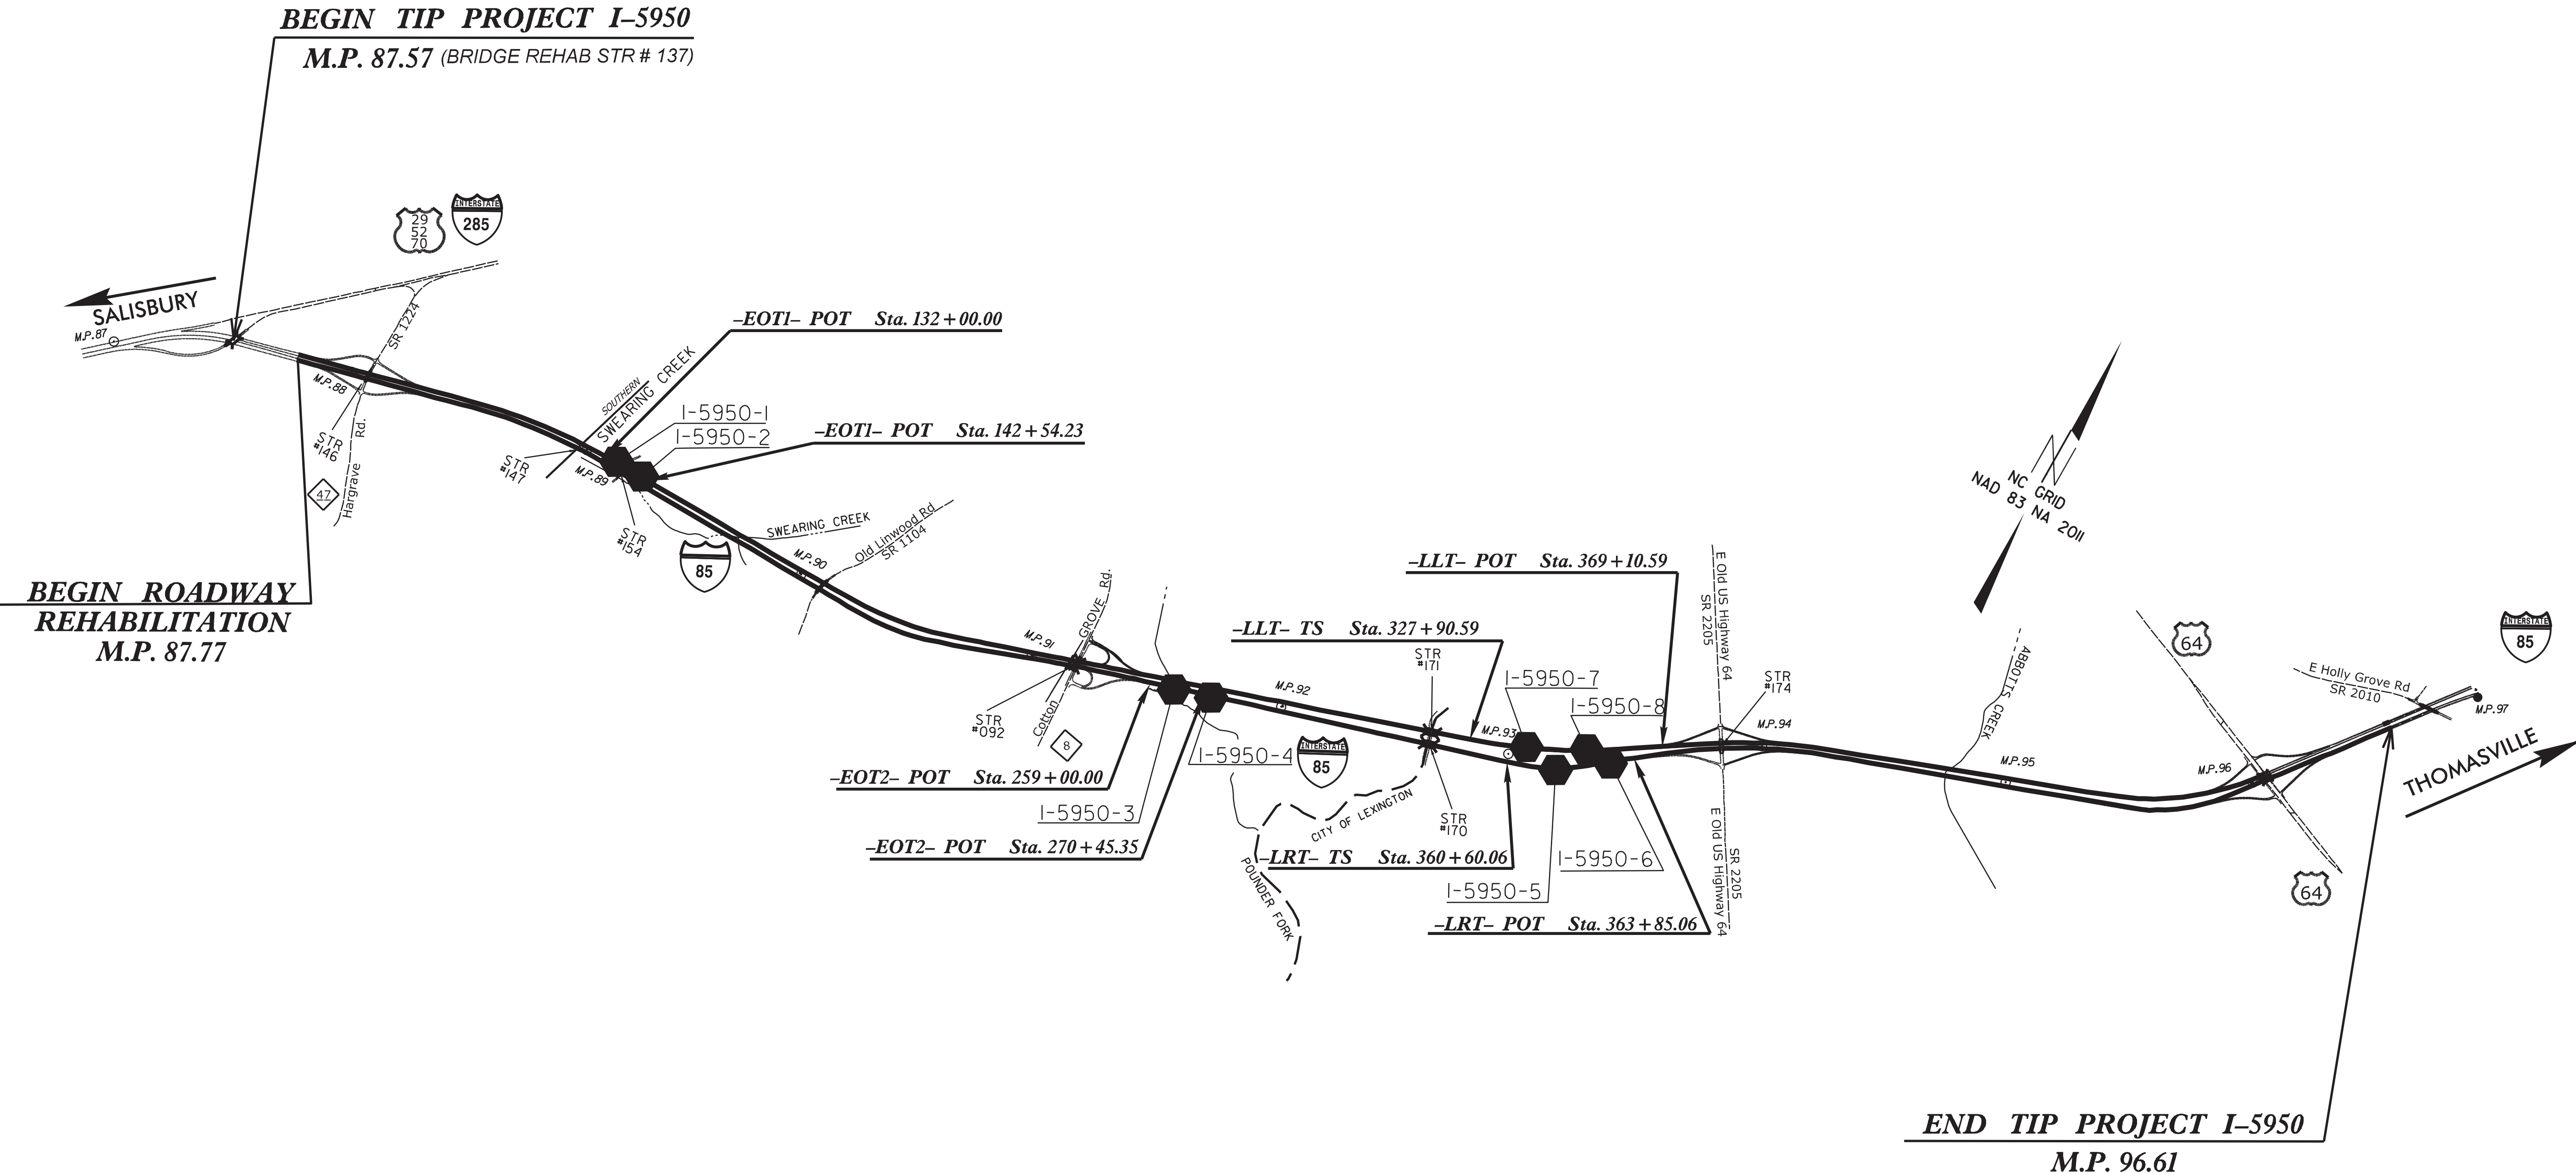 BEGIN TIP PROJECT I-5950
M.P. 87.57 (BRIDGE REHAB STR # 137)
INTERSTATE
285
29
52
70
SALISBURY
M.P.87
SR 1224
M.P.88
STR
#146
Hargrave Rd.
47
BEGIN ROADWAY
REHABILITATION
M.P. 87.77
–EOT1– POT Sta. 132+00.00
SOUTHERN
SWEARING CREEK
I-5950-1
I-5950-2
–EOT1– POT Sta. 142+54.23
STR
#147
M.P.89
STR
#154
INTERSTATE
85
SWEARING CREEK
M.P.90
Old Linwood Rd
SR 1104
M.P.91
Cotton GROVE Rd.
STR
#092
8
–EOT2– POT Sta. 259+00.00
I-5950-3
–EOT2– POT Sta. 270+45.35
I-5950-4
M.P.92
INTERSTATE
85
CITY OF LEXINGTON
POUNDER FORK
–LLT– POT Sta. 369+10.59
–LLT– TS Sta. 327+90.59
STR
#171
I-5950-7
I-5950-8
M.P.93
STR
#170
–LRT– TS Sta. 360+60.06
I-5950-6
I-5950-5
–LRT– POT Sta. 363+85.06
E Old US Highway 64
SR 2205
STR
#174
M.P.94
E Old US Highway 64
SR 2205
NC GRID
NAD 83 NA 2011
ABBOTTS CREEK
M.P.95
64
M.P.96
E Holly Grove Rd
SR 2010
INTERSTATE
85
M.P.97
THOMASVILLE
64
END TIP PROJECT I-5950
M.P. 96.61